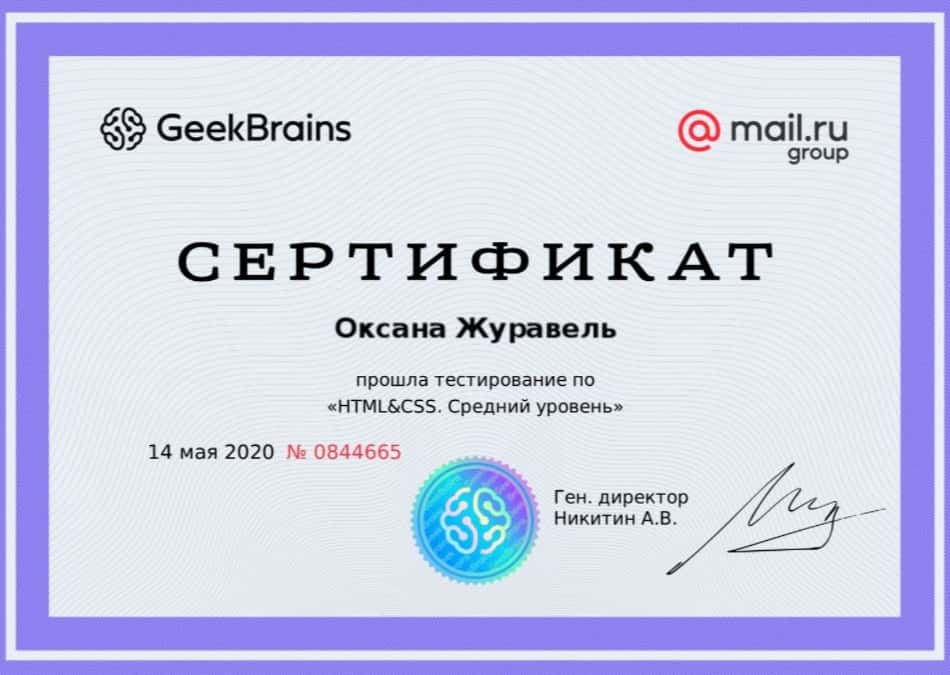 GeekBrains
@mail.ru
group
СЕРТИФИКАТ
Оксана Журавель
прошла тестирование по
«HTML&CSS. Средний уровень»
14 мая 2020 № 0844665
Ген. директор
Никитин А.В.